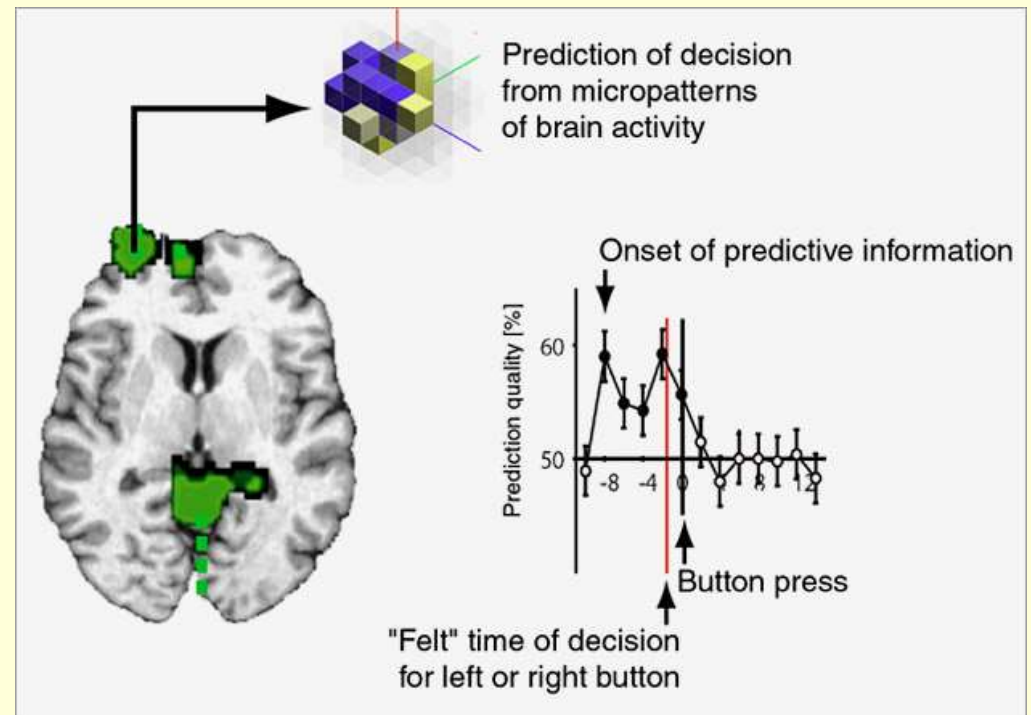 Prediction of decision
from micropatterns
of brain activity
Onset of predictive information
Prediction quality [%]
60
50
-8 -4 0 8 12
Button press
"Felt" time of decision
for left or right button